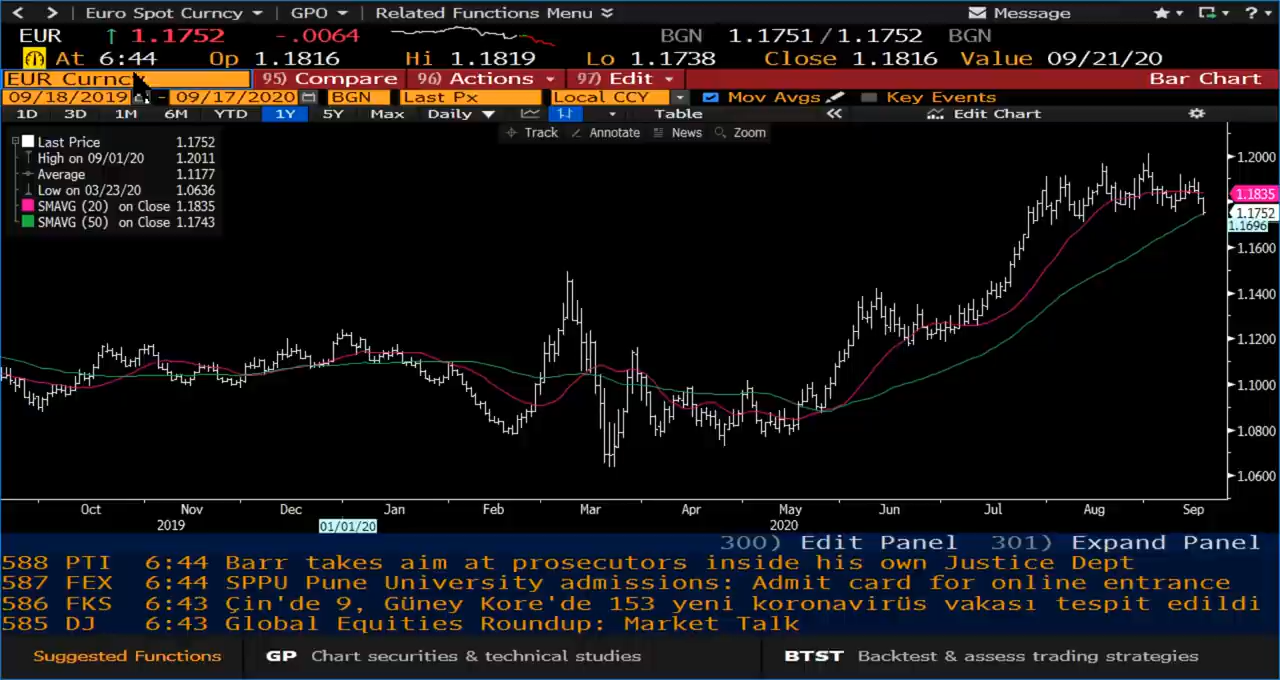 < > Euro Spot Curncy GPO Related Functions Menu Message ?
EUR ↑ 1.1752 -.0064 BGN 1.1751/1.1752 BGN
At 6:44 Op 1.1816 Hi 1.1819 Lo 1.1738 Close 1.1816 Value 09/21/20
EUR Curncy 95) Compare 96) Actions 97) Edit Bar Chart
09/18/2019 - 09/17/2020 BGN Last Px Local CCY Mov Avgs Key Events
1D 3D 1M 6M YTD 1Y 5Y Max Daily ▼ Table « Edit Chart
Track Annotate News Zoom
Last Price 1.1752
High on 09/01/20 1.2011
Average 1.1177
Low on 03/23/20 1.0636
SMAVG (20) on Close 1.1835
SMAVG (50) on Close 1.1743
1.2000
1.1835
1.1752
1.1696
1.1600
1.1400
1.1200
1.1000
1.0800
1.0600
Oct Nov Dec Jan Feb Mar Apr May Jun Jul Aug Sep
2019 01/01/20 2020
300) Edit Panel 301) Expand Panel
588 PTI 6:44 Barr takes aim at prosecutors inside his own Justice Dept
587 FEX 6:44 SPPU Pune University admissions: Admit card for online entrance
586 FKS 6:43 Çin'de 9, Güney Kore'de 153 yeni koronavirüs vakası tespit edildi
585 DJ 6:43 Global Equities Roundup: Market Talk
Suggested Functions GP Chart securities & technical studies BTST Backtest & assess trading strategies